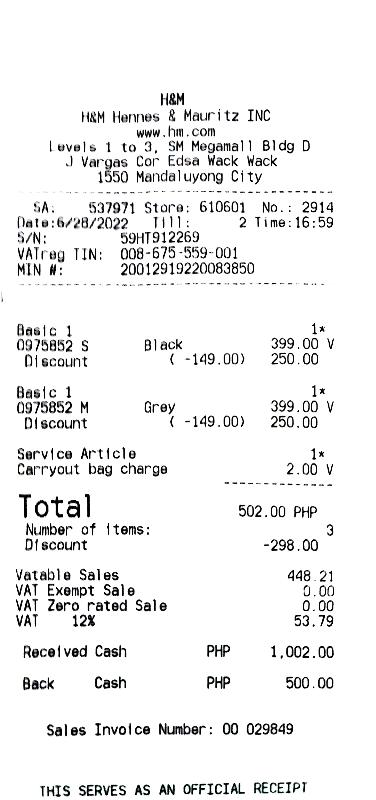 H&M
H&M Hennes & Mauritz INC
www.hm.com
Levels 1 to 3, SM Megamall Bldg D
J Vargas Cor Edsa Wack Wack
1550 Mandaluyong City
SA: 537971 Store: 610601 No.: 2914
Date:6/28/2022 Till: 2 Time:16:59
S/N: 59HT912269
VATreg TIN: 008-675-559-001
MIN #: 20012919220083850
Basic 1 1*
0975852 S Black 399.00 V
Discount ( -149.00) 250.00
Basic 1 1*
0975852 M Grey 399.00 V
Discount ( -149.00) 250.00
Service Article 1*
Carryout bag charge 2.00 V
Total 502.00 PHP
Number of items: 3
Discount -298.00
Vatable Sales 448.21
VAT Exempt Sale 0.00
VAT Zero rated Sale 0.00
VAT 12% 53.79
Received Cash PHP 1,002.00
Back Cash PHP 500.00
Sales Invoice Number: 00 029849
THIS SERVES AS AN OFFICIAL RECEIPT